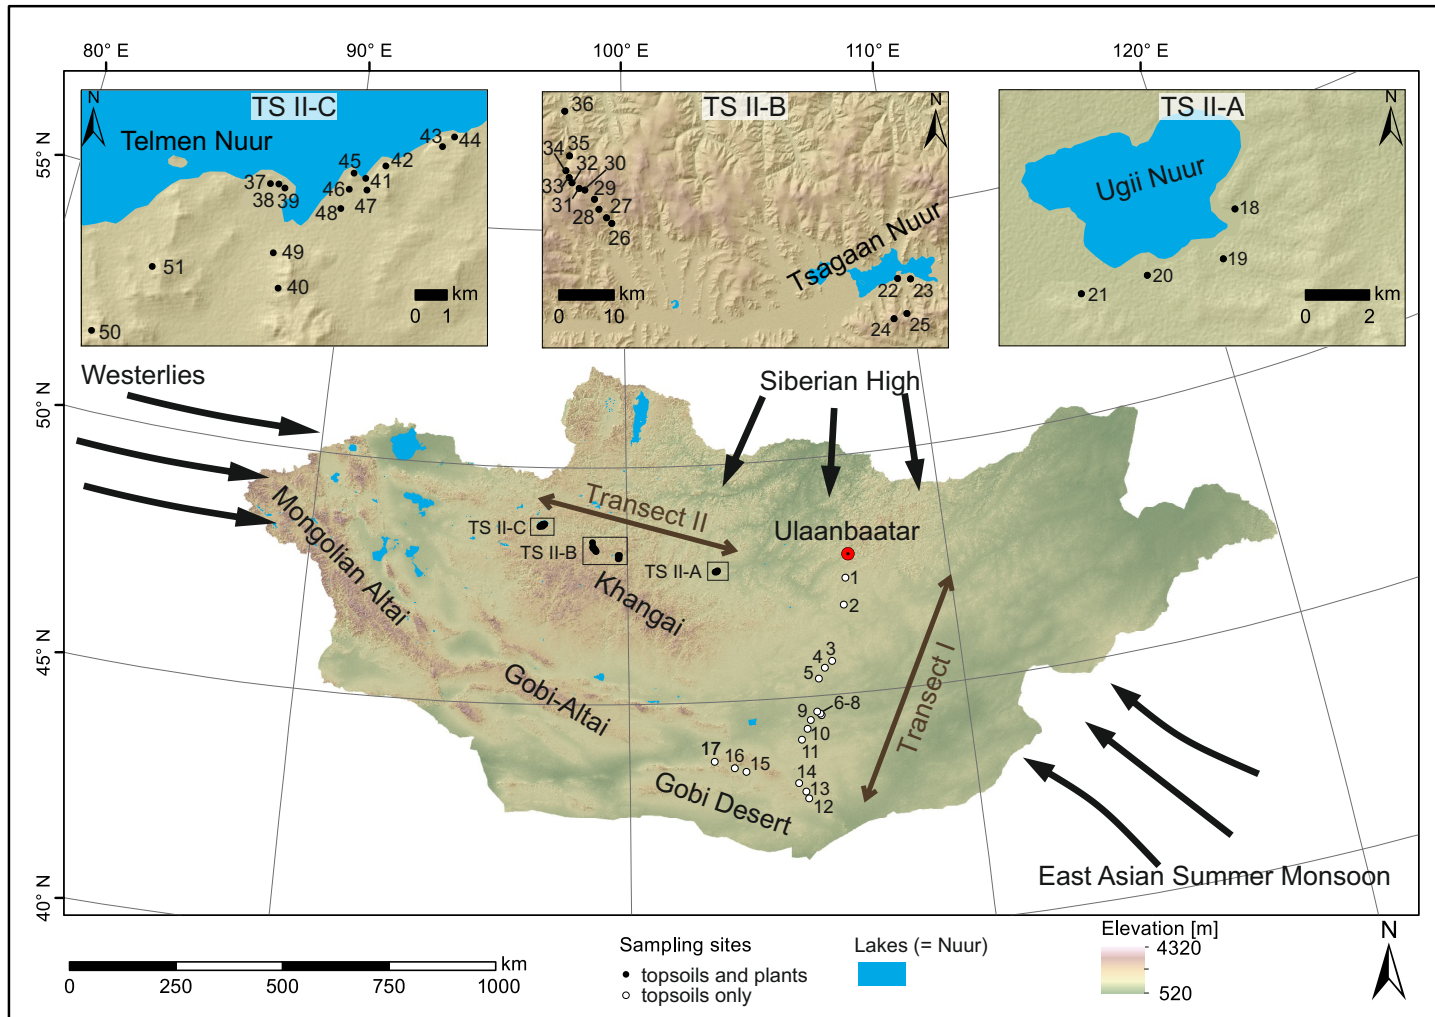 80° E
90° E
100° E
110° E
120° E
55° N
50° N
45° N
40° N
N
TS II-C
Telmen Nuur
43
44
42
45
41
46
47
37
38
39
48
49
40
51
50
km
0 1
TS II-B
N
36
35
34
32
30
33
29
31
27
28
26
Tsagaan Nuur
22
23
24
25
km
0 10
TS II-A
N
Ugii Nuur
18
19
20
21
km
0 2
Westerlies
Siberian High
Mongolian Altai
Transect II
TS II-C
TS II-B
TS II-A
Khangai
Ulaanbaatar
1
2
3
4
5
6-8
9
10
11
Transect I
Gobi-Altai
17
16
15
14
13
12
Gobi Desert
East Asian Summer Monsoon
km
0 250 500 750 1000
Sampling sites
topsoils and plants
topsoils only
Lakes (= Nuur)
Elevation [m]
4320
520
N